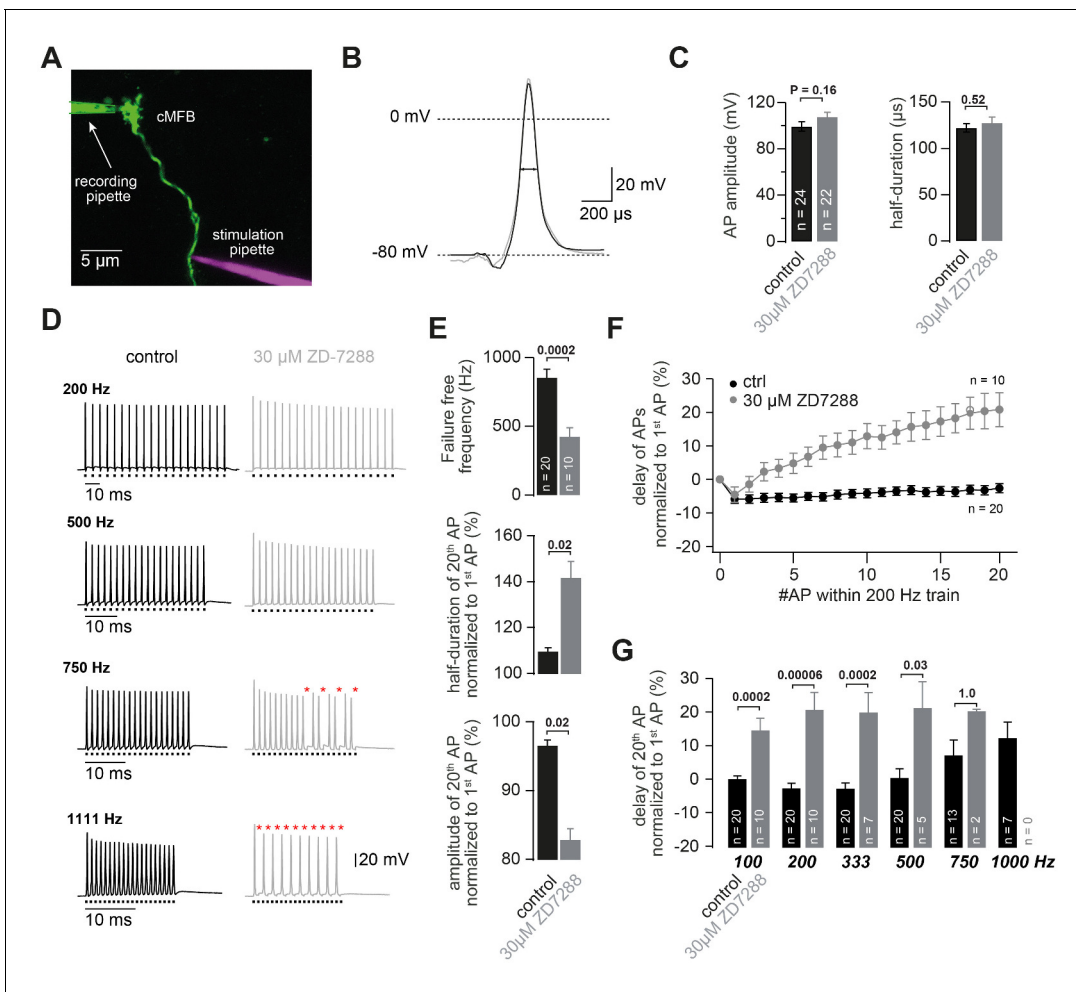 A
cMFB
recording
pipette
stimulation
pipette
5 µm
B
0 mV
20 mV
200 µs
-80 mV
C
P = 0.16
120
80
40
0
AP amplitude (mV)
n = 24
n = 22
control
30µM ZD7288
0.52
150
100
50
0
half-duration (µs)
control
30µM ZD7288
D
control
30 µM ZD-7288
200 Hz
10 ms
500 Hz
10 ms
750 Hz
* * * *
10 ms
1111 Hz
* * * * * * * * * *
20 mV
10 ms
E
0.0002
1000
500
0
Failure free
frequency (Hz)
n = 20
n = 10
0.02
160
140
120
100
half-duration of 20th AP
normalized to 1st AP (%)
0.02
100
90
80
amplitude of 20th AP
normalized to 1st AP (%)
control
30µM ZD7288
F
ctrl
30 µM ZD7288
n = 10
n = 20
30
20
10
0
-10
-20
delay of APs
normalized to 1st AP (%)
0 5 10 15 20
#AP within 200 Hz train
G
0.0002
0.00006
0.0002
0.03
1.0
30
20
10
0
-10
-20
delay of 20th AP
normalized to 1st AP (%)
n = 20
n = 10
n = 20
n = 10
n = 20
n = 7
n = 20
n = 5
n = 13
n = 2
n = 7
n = 0
100 200 333 500 750 1000 Hz
control
30µM ZD7288